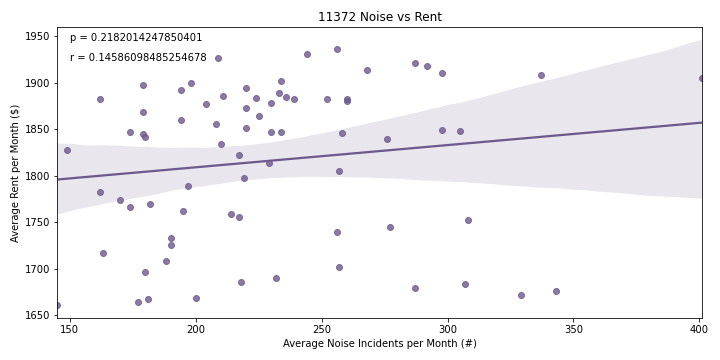 11372 Noise vs Rent
p = 0.2182014247850401
r = 0.14586098485254678
Average Rent per Month ($)
1950
1900
1850
1800
1750
1700
1650
150 200 250 300 350 400
Average Noise Incidents per Month (#)